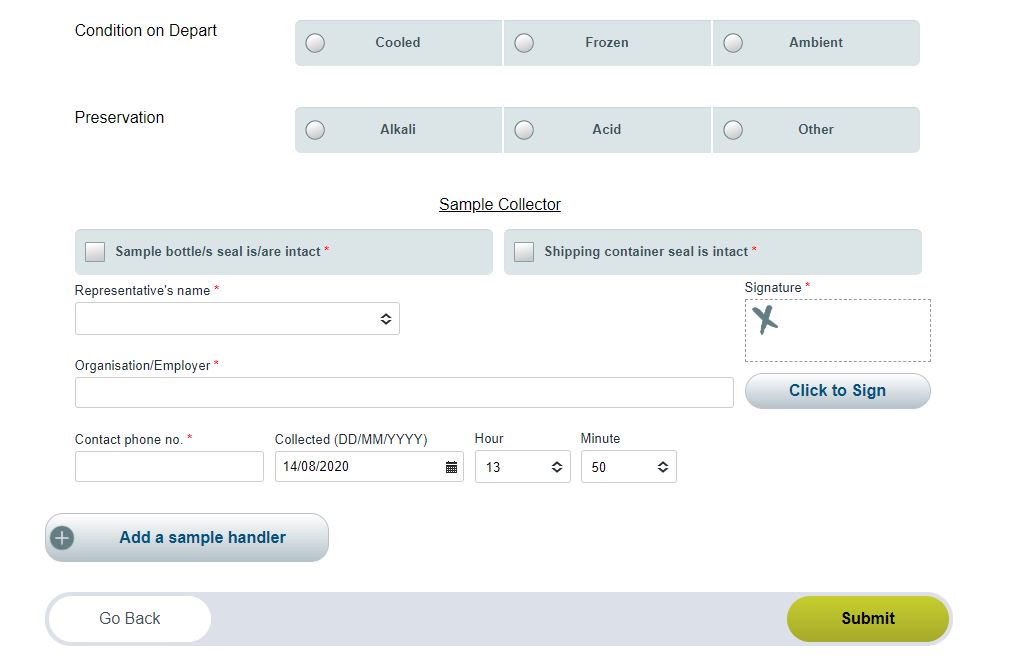 Condition on Depart
Cooled Frozen Ambient
Preservation
Alkali Acid Other
Sample Collector
Sample bottle/s seal is/are intact * Shipping container seal is intact *
Representative's name * Signature *
Organisation/Employer *
Click to Sign
Contact phone no. * Collected (DD/MM/YYYY) Hour Minute
14/08/2020 13 50
Add a sample handler
Go Back Submit